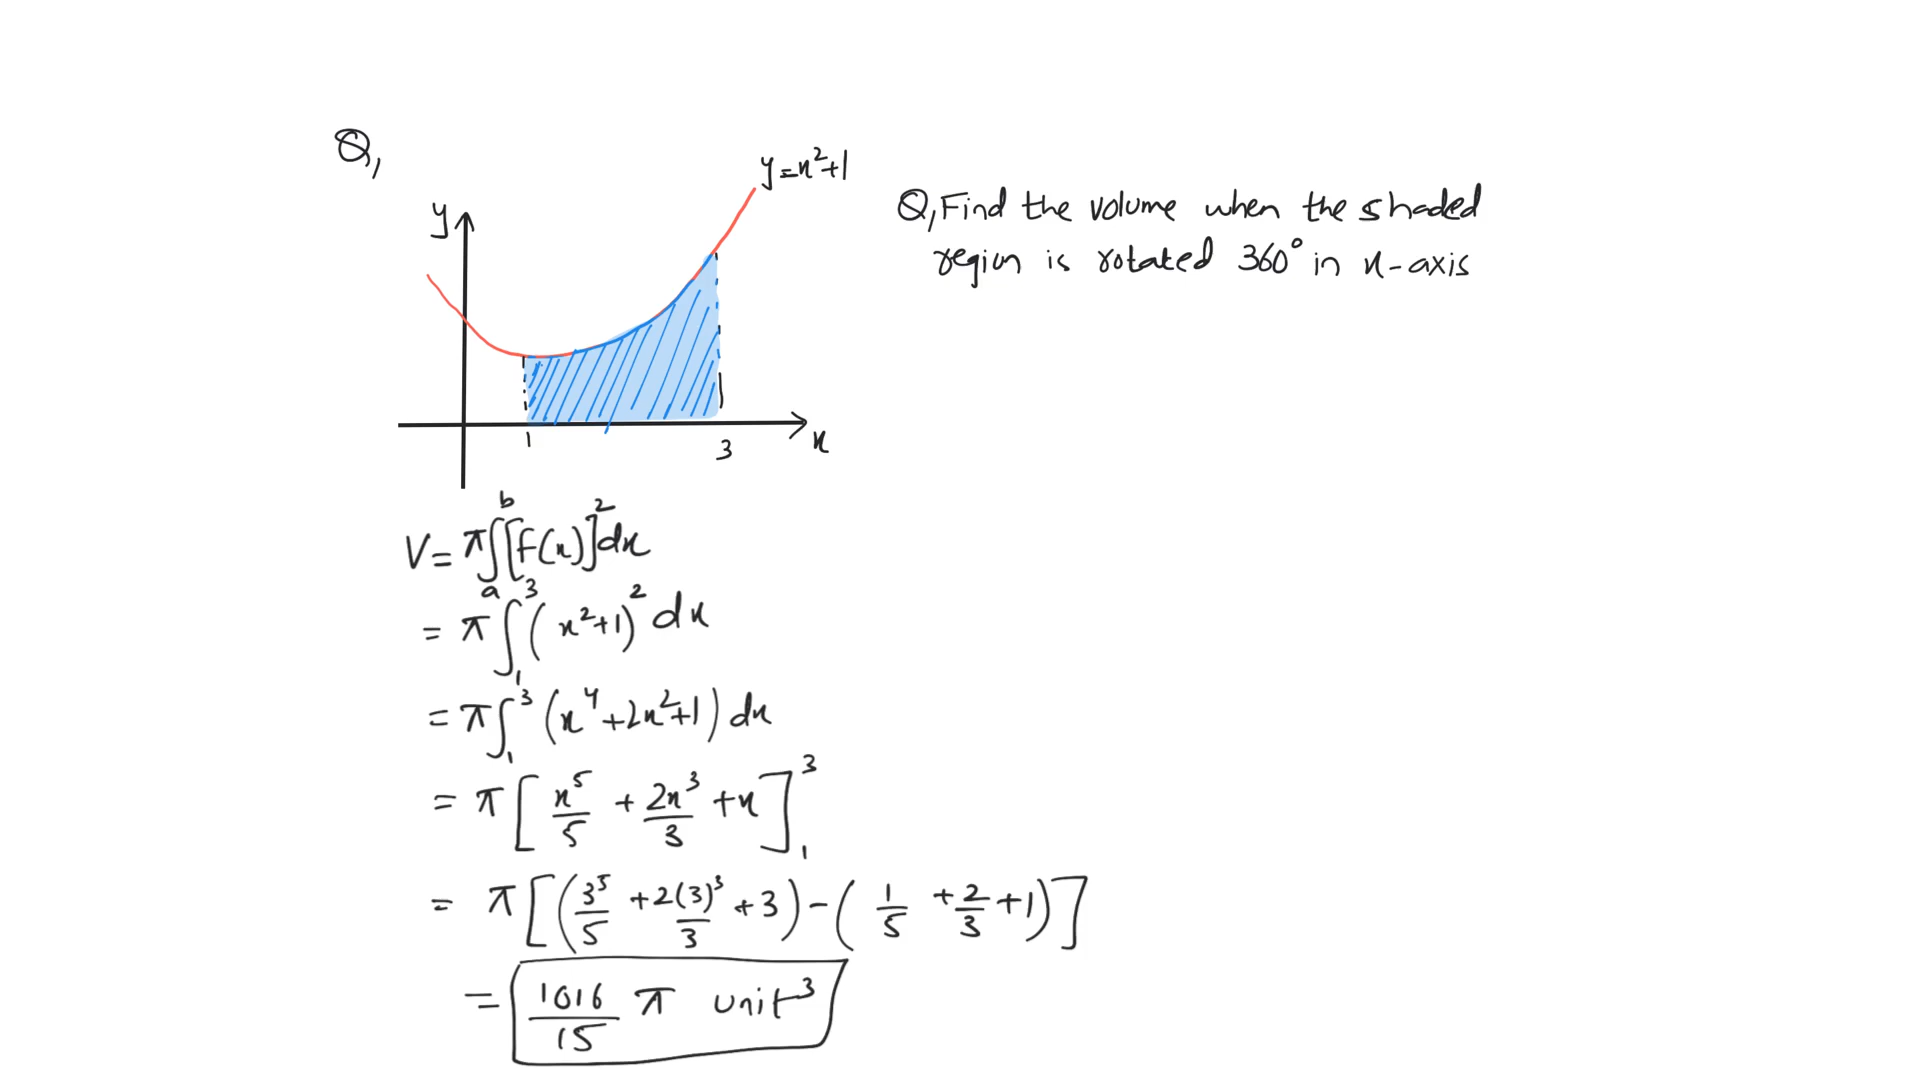 Q,
y=x²+1
y
Q, Find the volume when the shaded
region is rotated 360° in x-axis
1
3
x
V = π∫ₐᵇ[f(x)]²dx
= π∫₁³(x²+1)² dx
= π∫₁³ (x⁴+2x²+1) dx
= π[x⁵/5 + 2x³/3 + x]₁³
= π[(3⁵/5 + 2(3)³/3 + 3) - (1/5 + 2/3 + 1)]
= 1016/15 π unit³